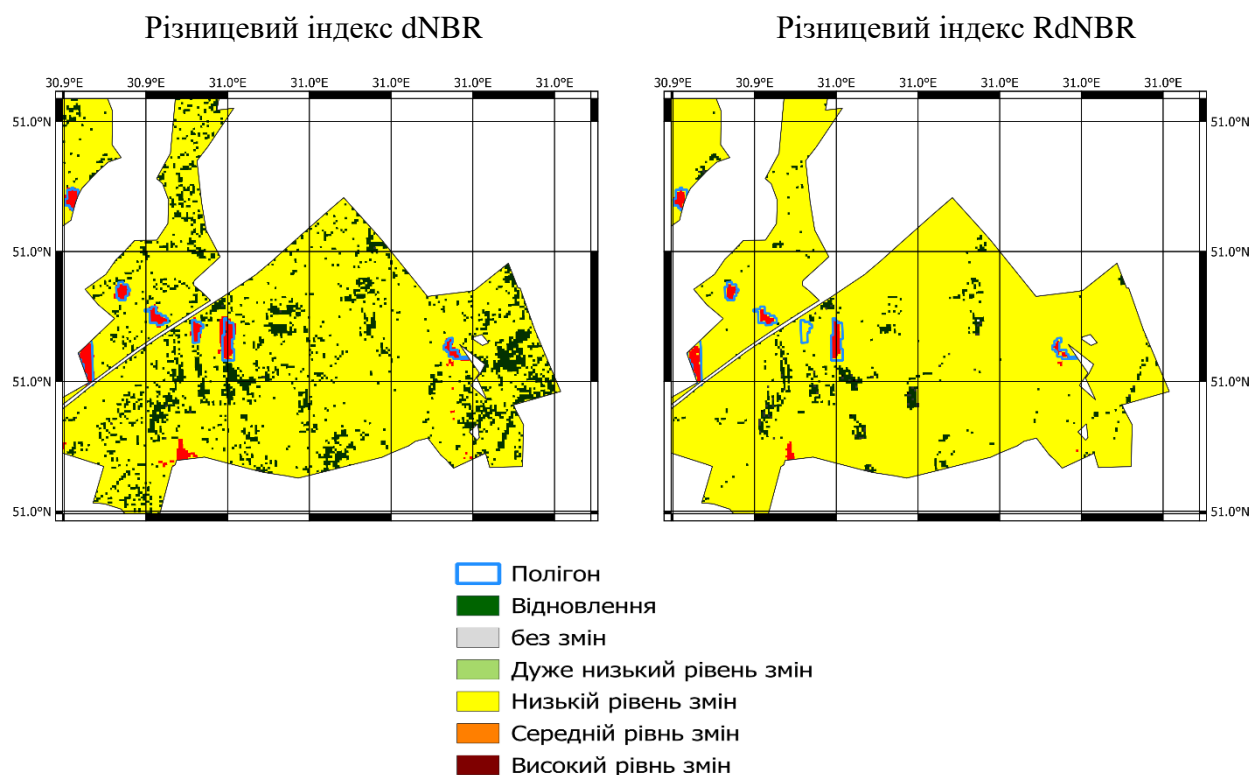 Різницевий індекс dNBR
Різницевий індекс RdNBR
30.9°E 30.9°E 31.0°E 31.0°E 31.0°E 31.0°E 31.0°E
30.9°E 30.9°E 31.0°E 31.0°E 31.0°E 31.0°E 31.0°E
51.0°N 51.0°N
51.0°N 51.0°N
51.0°N 51.0°N
51.0°N 51.0°N
Полігон
Відновлення
без змін
Дуже низький рівень змін
Низькій рівень змін
Середній рівнь змін
Високий рівнь змін